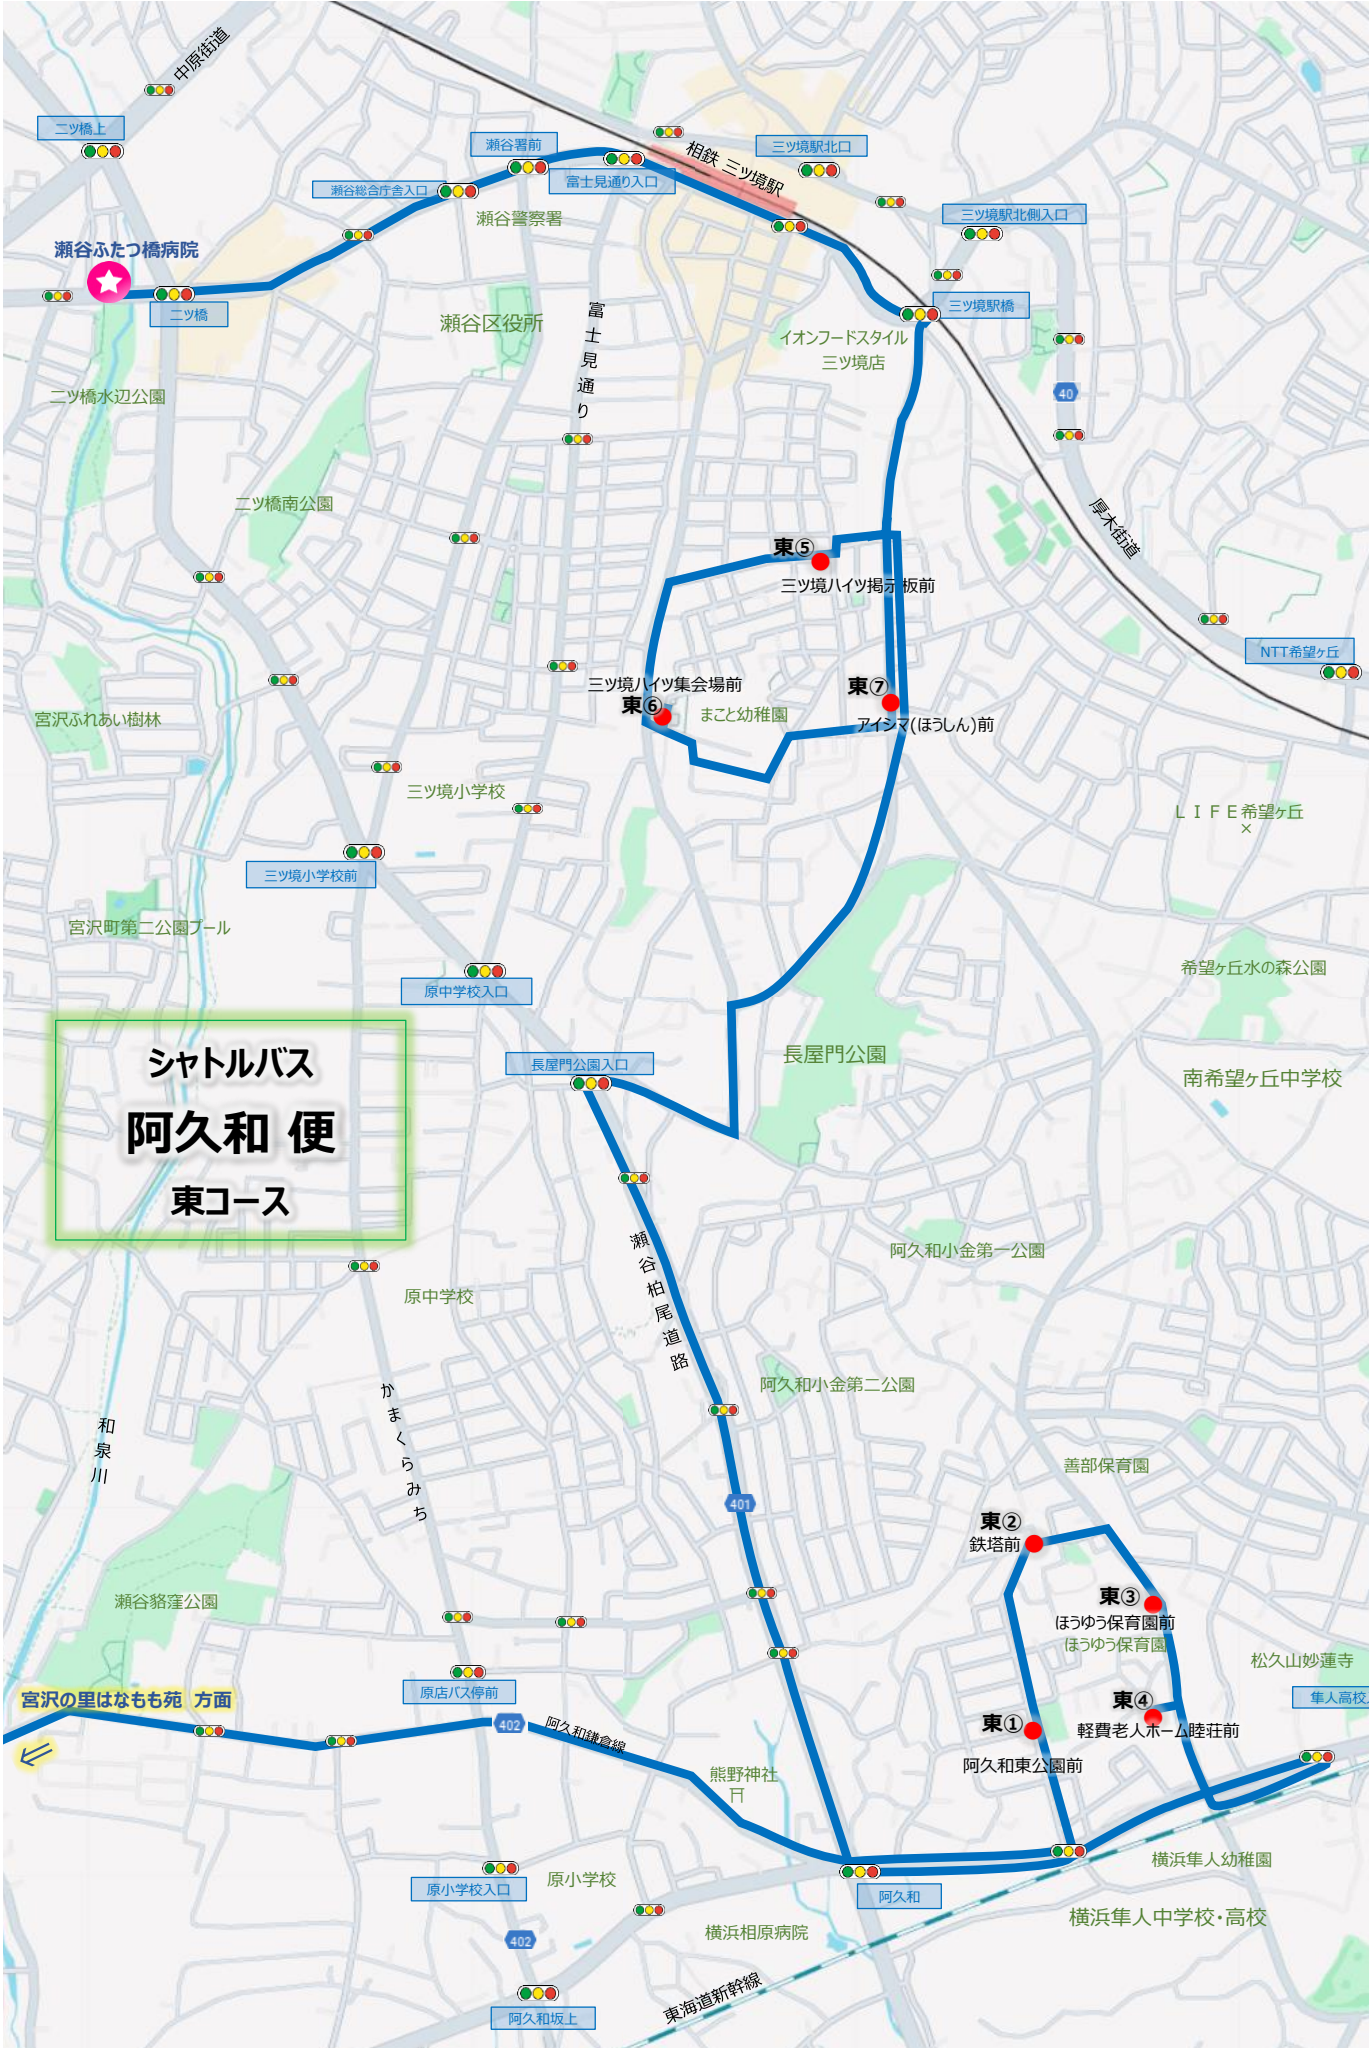 中原街道
二ツ橋上
瀬谷署前
三ツ境駅北口
相鉄 三ツ境駅
瀬谷総合庁舎入口
富士見通り入口
瀬谷警察署
三ツ境駅北側入口
瀬谷ふたつ橋病院
二ツ橋
瀬谷区役所
富士見通り
三ツ境駅橋
イオンフードスタイル
三ツ境店
二ツ橋水辺公園
40
二ツ橋南公園
厚木街道
東⑤
三ツ境ハイツ掲示板前
NTT希望ヶ丘
三ツ境ハイツ集会場前
東⑥
東⑦
まこと幼稚園
アイシマ(ほうしん)前
宮沢ふれあい樹林
三ツ境小学校
ＬＩＦＥ希望ヶ丘
×
三ツ境小学校前
宮沢町第二公園プール
原中学校入口
希望ヶ丘水の森公園
シャトルバス
阿久和 便
東コース
長屋門公園入口
長屋門公園
南希望ヶ丘中学校
瀬谷柏尾道路
阿久和小金第一公園
原中学校
阿久和小金第二公園
かまくらみち
和泉川
善部保育園
401
東②
鉄塔前
東③
ほうゆう保育園前
ほうゆう保育園
瀬谷貉窪公園
松久山妙蓮寺
隼人高校入
宮沢の里はなもも苑 方面
原店バス停前
東④
軽費老人ホーム睦荘前
402
阿久和鎌倉線
東①
阿久和東公園前
熊野神社
横浜隼人幼稚園
原小学校入口
原小学校
阿久和
横浜隼人中学校・高校
402
横浜相原病院
東海道新幹線
阿久和坂上